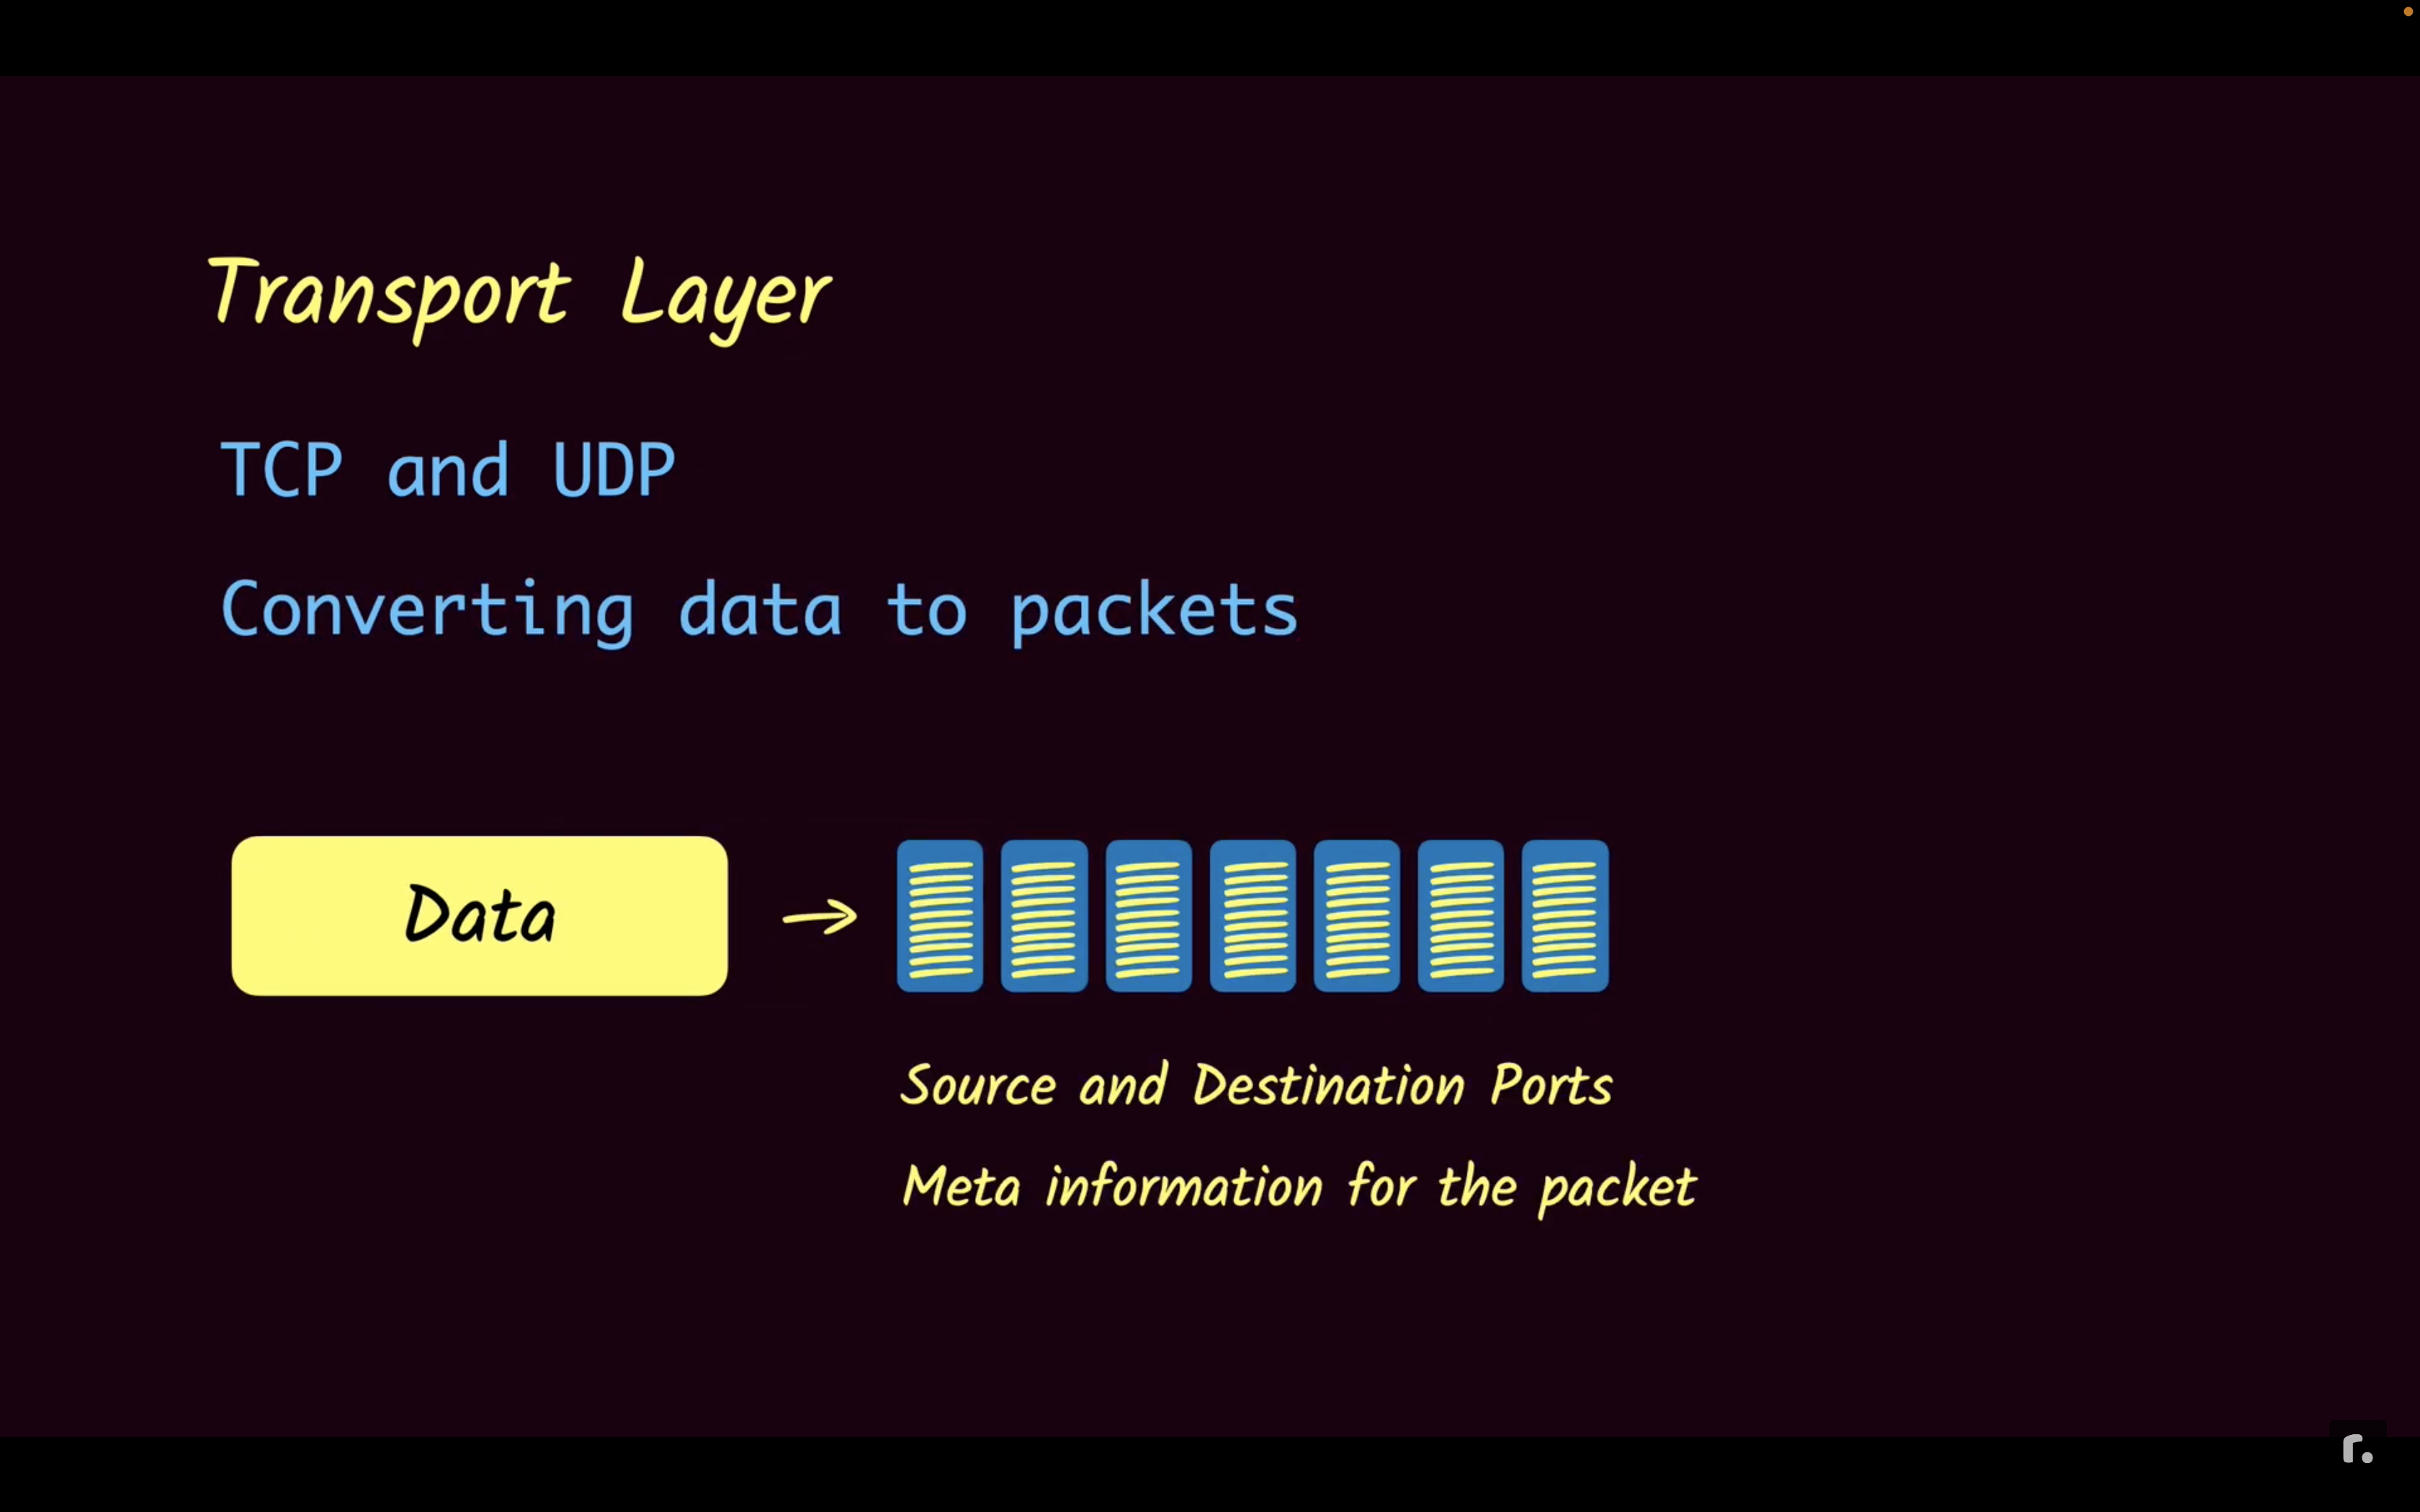 Transport Layer
TCP and UDP
Converting data to packets
Data
Source and Destination Ports
Meta information for the packet
r.